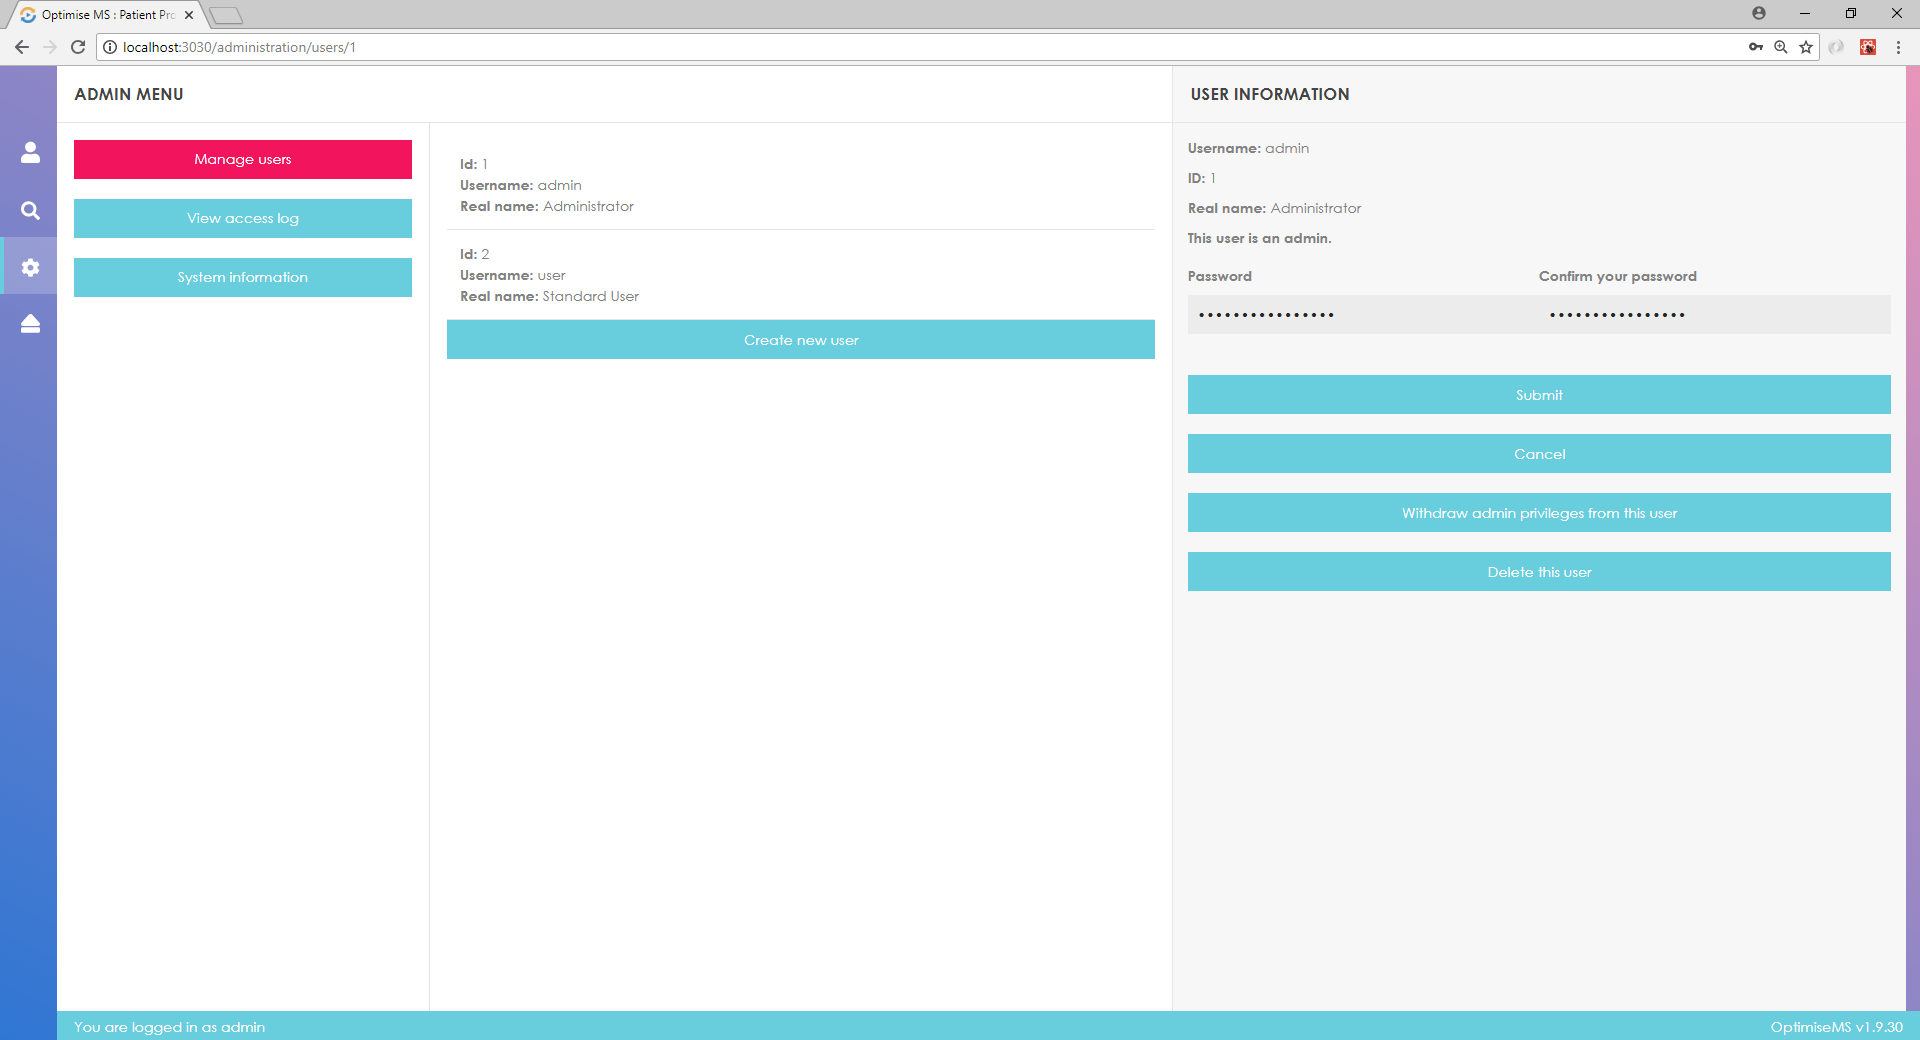 Optimise MS : Patient Pro
localhost:3030/administration/users/1
ADMIN MENU
Manage users
View access log
System information
Id: 1
Username: admin
Real name: Administrator
Id: 2
Username: user
Real name: Standard User
Create new user
USER INFORMATION
Username: admin
ID: 1
Real name: Administrator
This user is an admin.
Password Confirm your password
•••••••••••••••• ••••••••••••••••
Submit
Cancel
Withdraw admin privileges from this user
Delete this user
You are logged in as admin
OptimiseMS v1.9.30